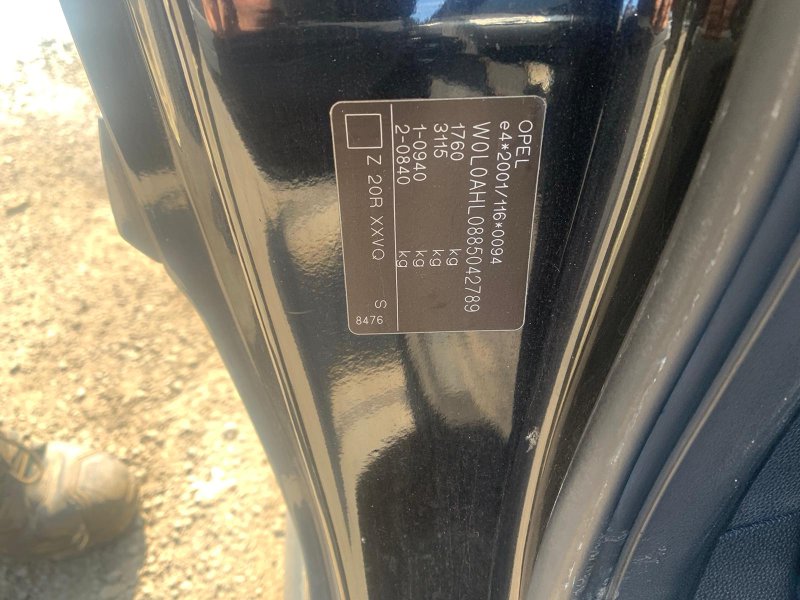 OPEL
e4*2001/116*0094
W0L0AHL0885042789
1760 kg
3115 kg
1-0940 kg
2-0840 kg
Z 20R XXVQ S
8476